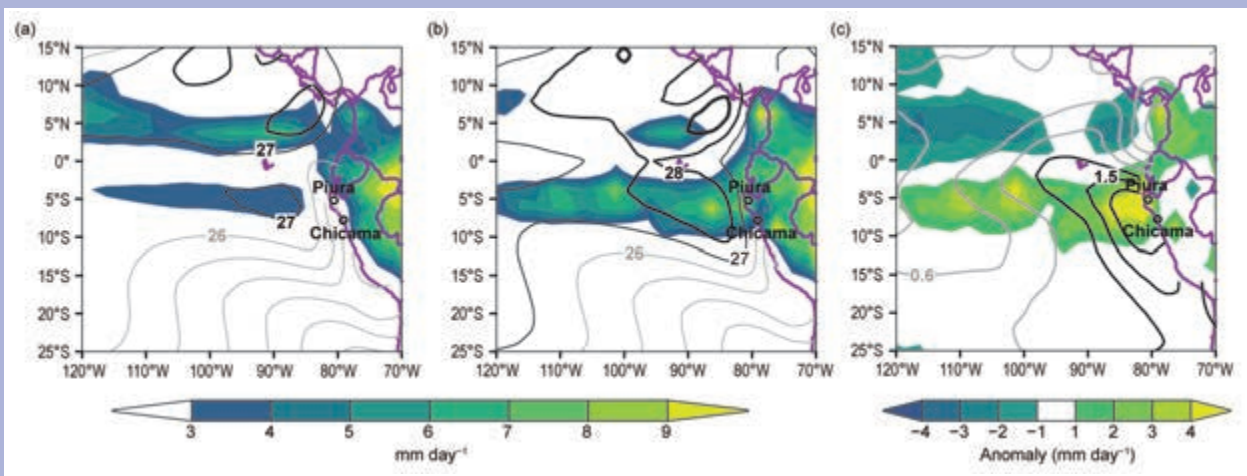 (a)
(b)
(c)
15°N
10°N
5°N
0°
5°S
10°S
15°S
20°S
25°S
120°W 110°W 100°W 90°W 80°W 70°W
27
27
26
Piura
Chicama
15°N
10°N
5°N
0°
5°S
10°S
15°S
20°S
25°S
120°W 110°W 100°W 90°W 80°W 70°W
28
27
26
Piura
Chicama
15°N
10°N
5°N
0°
5°S
10°S
15°S
20°S
25°S
120°W 110°W 100°W 90°W 80°W 70°W
1.5
0.6
Piura
Chicama
3 4 5 6 7 8 9
mm day⁻¹
−4 −3 −2 −1 1 2 3 4
Anomaly (mm day⁻¹)